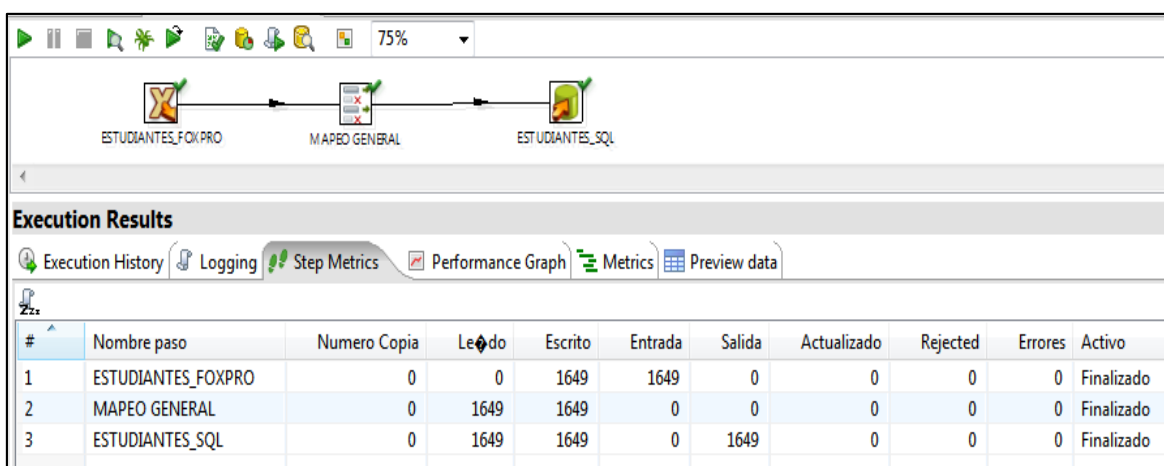 75%
ESTUDIANTES_FOXPRO MAPEO GENERAL ESTUDIANTES_SQL
Execution Results
Execution History Logging Step Metrics Performance Graph Metrics Preview data
# Nombre paso Numero Copia Le�do Escrito Entrada Salida Actualizado Rejected Errores Activo
1 ESTUDIANTES_FOXPRO 0 0 1649 1649 0 0 0 0 Finalizado
2 MAPEO GENERAL 0 1649 1649 0 0 0 0 0 Finalizado
3 ESTUDIANTES_SQL 0 1649 1649 0 1649 0 0 0 Finalizado